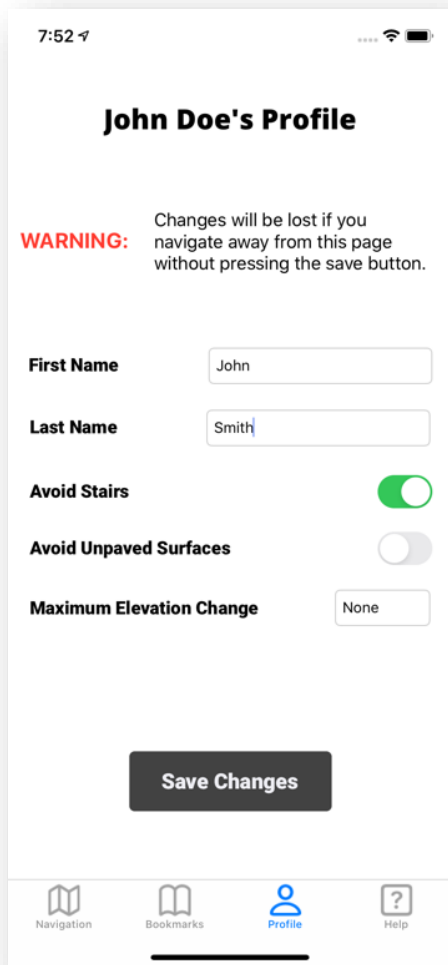 7:52
John Doe's Profile
WARNING:
Changes will be lost if you
navigate away from this page
without pressing the save button.
First Name
John
Last Name
Smith
Avoid Stairs
Avoid Unpaved Surfaces
Maximum Elevation Change
None
Save Changes
Navigation
Bookmarks
Profile
?
Help